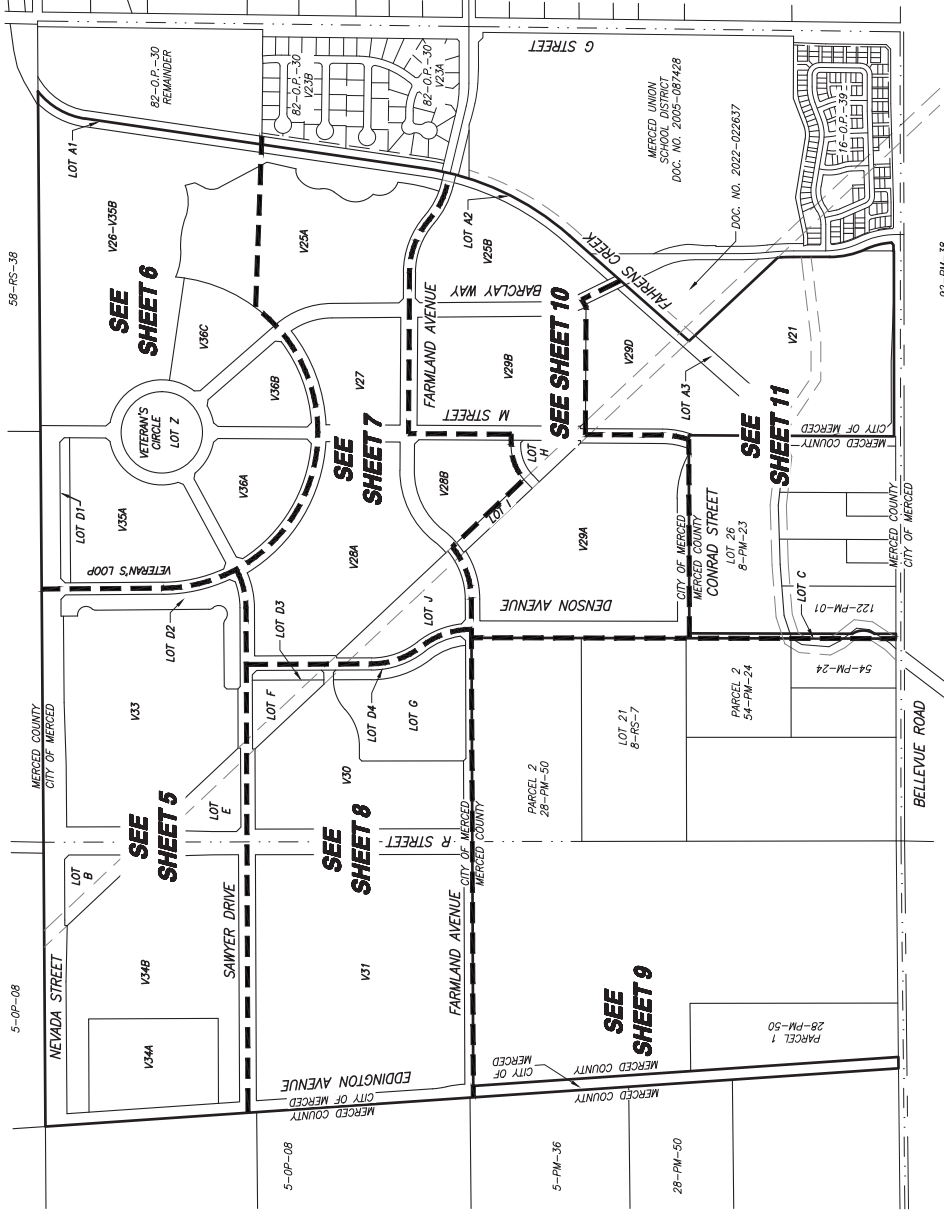 58-RS-38
5-OP-08
LOT A1
82-O.P.-30
REMAINDER
82-O.P.-30
V23B
82-O.P.-30
V23A
G STREET
MERCED UNION
SCHOOL DISTRICT
DOC. NO. 2005-087428
DOC. NO. 2022-022637
16-O.P.-39
V26-V35B
SEE
SHEET 6
V25A
LOT A2
V25B
FAHRENS CREEK
BARCLAY WAY
FARMLAND AVENUE
V36C
V36B
V27
V29B
SEE SHEET 10
V29D
LOT A3
V21
VETERAN'S
CIRCLE
LOT Z
M STREET
LOT
H
SEE
SHEET 7
V28B
SEE
SHEET 11
CITY OF MERCED
MERCED COUNTY
LOT D1
V35A
V36A
V28A
LOT I
V29A
CITY OF MERCED
MERCED COUNTY
CONRAD STREET
LOT 26
8-PM-23
MERCED COUNTY
CITY OF MERCED
VETERAN'S LOOP
LOT D2
LOT D3
LOT J
DENSON AVENUE
LOT C
122-PM-01
MERCED COUNTY
CITY OF MERCED
V33
LOT F
LOT D4
LOT G
54-PM-24
PARCEL 2
54-PM-24
LOT 21
8-RS-7
PARCEL 2
28-PM-50
BELLEVUE ROAD
SEE
SHEET 5
LOT
E
V30
SEE
SHEET 8
R STREET
CITY OF MERCED
MERCED COUNTY
LOT
B
NEVADA STREET
V34B
V34A
SAWYER DRIVE
V31
FARMLAND AVENUE
SEE
SHEET 9
PARCEL 1
28-PM-50
EDDINGTON AVENUE
CITY OF MERCED
MERCED COUNTY
CITY OF
MERCED
MERCED COUNTY
MERCED COUNTY
5-OP-08
5-PM-36
28-PM-50